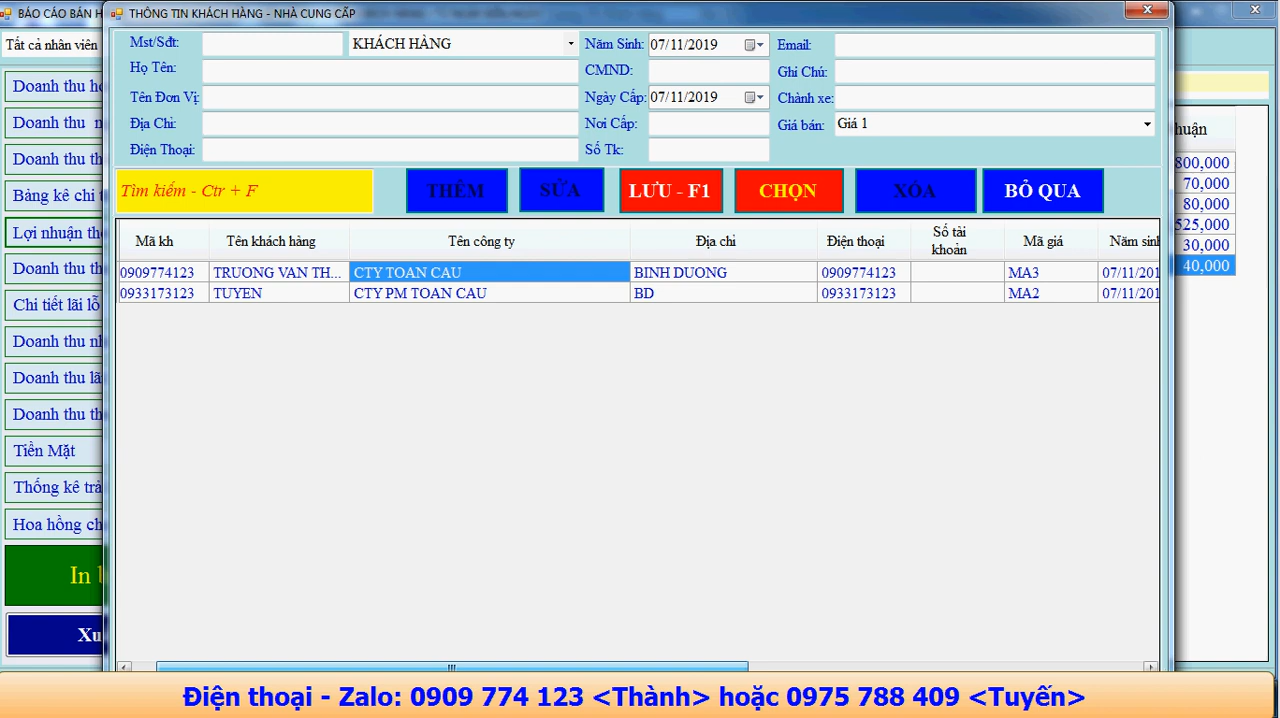 BÁO CÁO BÁN H
THÔNG TIN KHÁCH HÀNG - NHÀ CUNG CẤP
Tất cả nhân viên
Mst/Sđt: KHÁCH HÀNG Năm Sinh: 07/11/2019 Email:
Họ Tên: CMND: Ghi Chú:
Tên Đơn Vị: Ngày Cấp: 07/11/2019 Chành xe:
Địa Chỉ: Nơi Cấp: Giá bán: Giá 1
Điện Thoại: Số Tk:
Tìm kiếm - Ctr + F THÊM SỬA LƯU - F1 CHỌN XÓA BỎ QUA
Mã kh Tên khách hàng Tên công ty Địa chỉ Điện thoại Số tài khoản Mã giá Năm sinh
0909774123 TRUONG VAN TH... CTY TOAN CAU BINH DUONG 0909774123 MA3 07/11/201
0933173123 TUYEN CTY PM TOAN CAU BD 0933173123 MA2 07/11/201
Doanh thu
Doanh thu
Doanh thu th
Bảng kê chi
Lợi nhuận the
Doanh thu th
Chi tiết lãi lỗ
Doanh thu nh
Doanh thu lã
Doanh thu th
Tiền Mặt
Thống kê trả
Hoa hồng ch
In
Xu
huận
800,000
70,000
80,000
525,000
30,000
40,000
Điện thoại - Zalo: 0909 774 123 <Thành> hoặc 0975 788 409 <Tuyến>